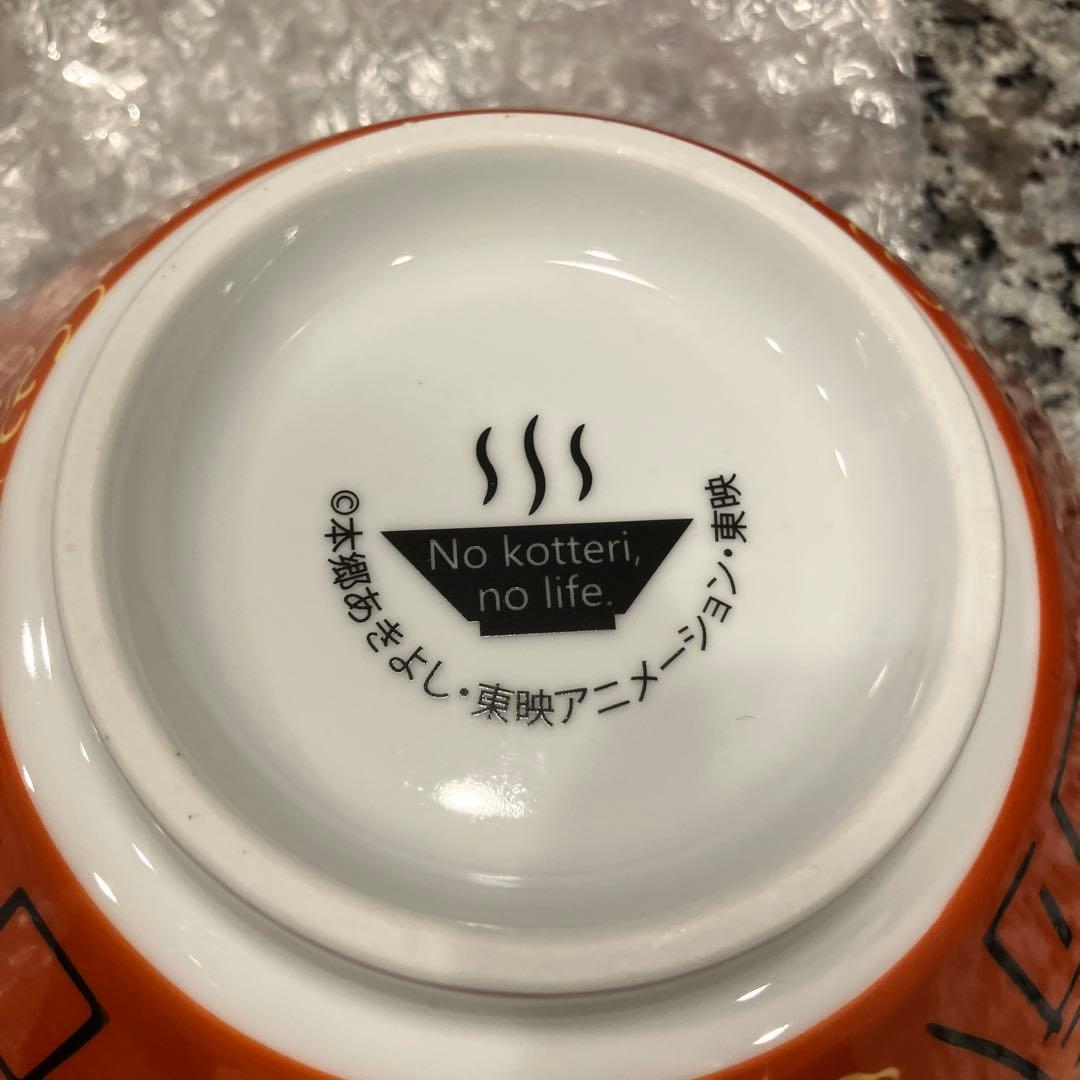 No kotteri,
no life.
©本郷あきよし・東映アニメーション・東映